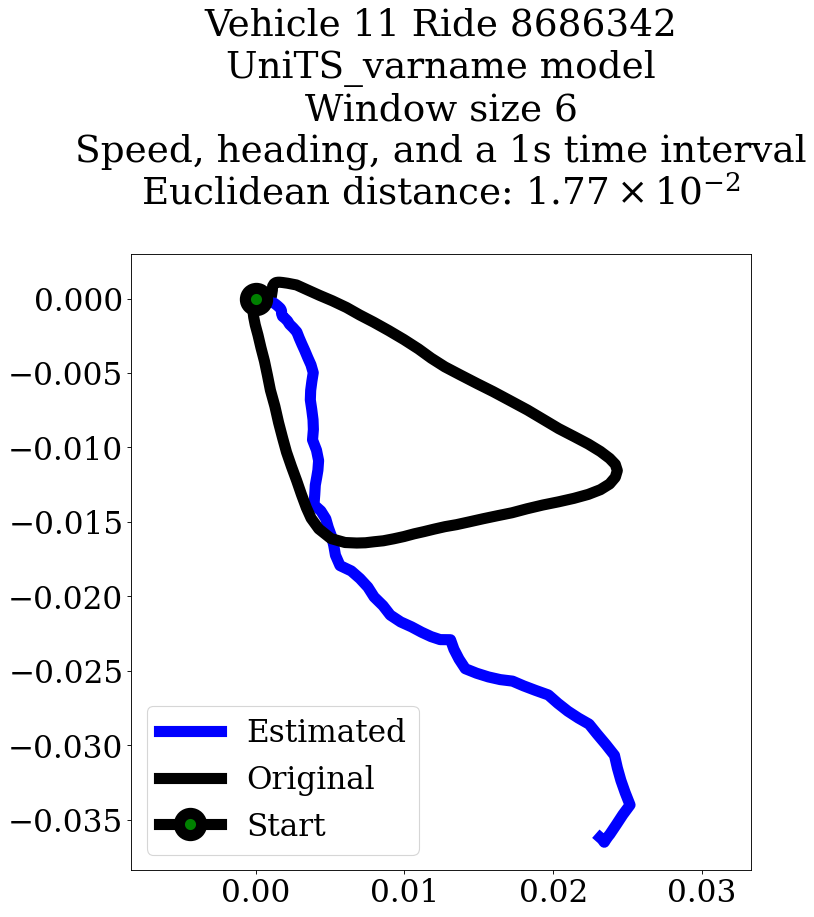 Vehicle 11 Ride 8686342
UniTS_varname model
Window size 6
Speed, heading, and a 1s time interval
Euclidean distance: $1.77 \times 10^{-2}$
0.000
−0.005
−0.010
−0.015
−0.020
−0.025
−0.030
−0.035
Estimated
Original
Start
0.00 0.01 0.02 0.03